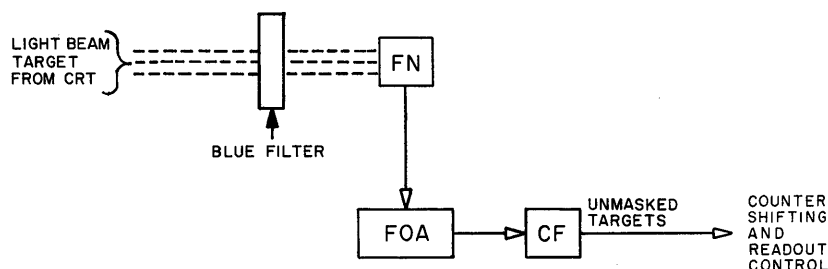 LIGHT BEAM
TARGET
FROM CRT
FN
BLUE FILTER
FOA
CF
UNMASKED
TARGETS
COUNTER
SHIFTING
AND
READOUT
CONTROL